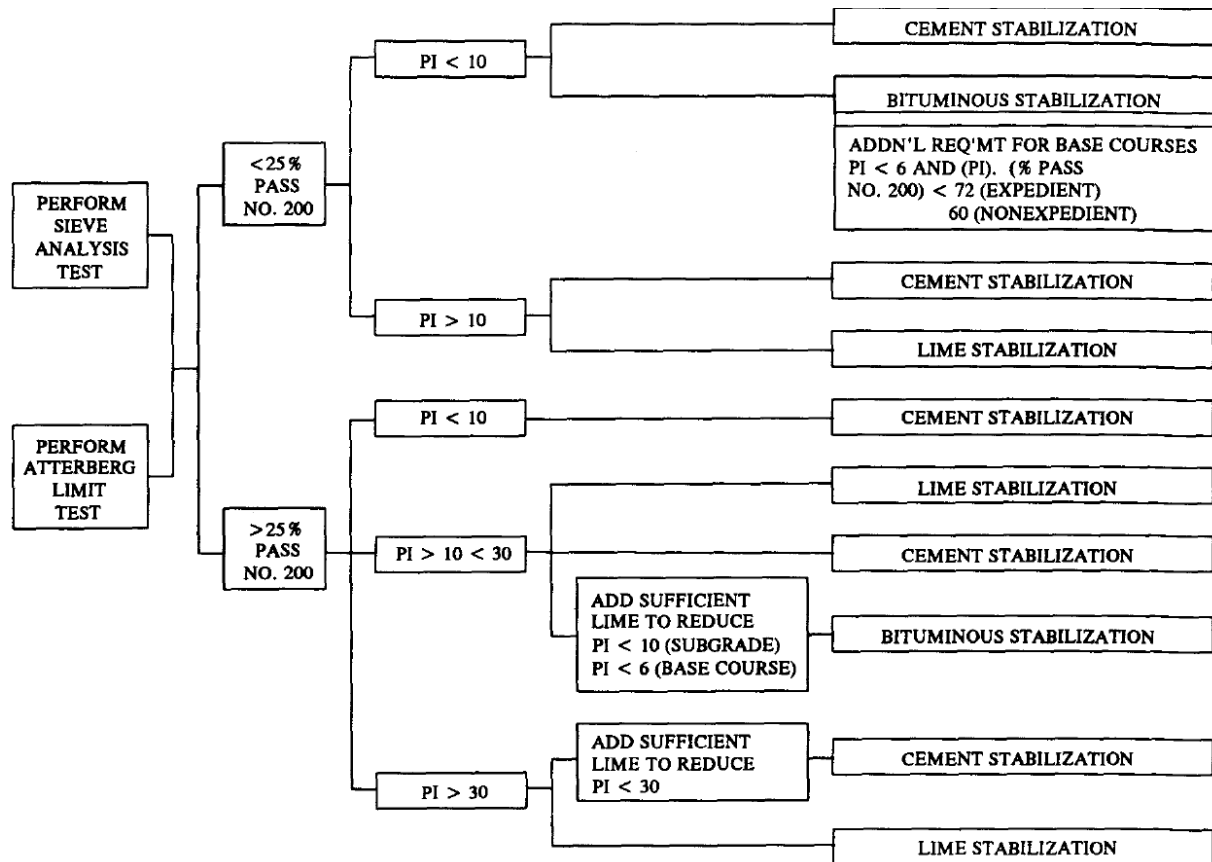 PERFORM
SIEVE
ANALYSIS
TEST
PERFORM
ATTERBERG
LIMIT
TEST
<25%
PASS
NO. 200
>25%
PASS
NO. 200
PI < 10
PI > 10
PI < 10
PI > 10 < 30
PI > 30
ADD SUFFICIENT
LIME TO REDUCE
PI < 10 (SUBGRADE)
PI < 6 (BASE COURSE)
ADD SUFFICIENT
LIME TO REDUCE
PI < 30
CEMENT STABILIZATION
BITUMINOUS STABILIZATION
ADDN'L REQ'MT FOR BASE COURSES
PI < 6 AND (PI). (% PASS
NO. 200) < 72 (EXPEDIENT)
60 (NONEXPEDIENT)
CEMENT STABILIZATION
LIME STABILIZATION
CEMENT STABILIZATION
LIME STABILIZATION
CEMENT STABILIZATION
BITUMINOUS STABILIZATION
CEMENT STABILIZATION
LIME STABILIZATION